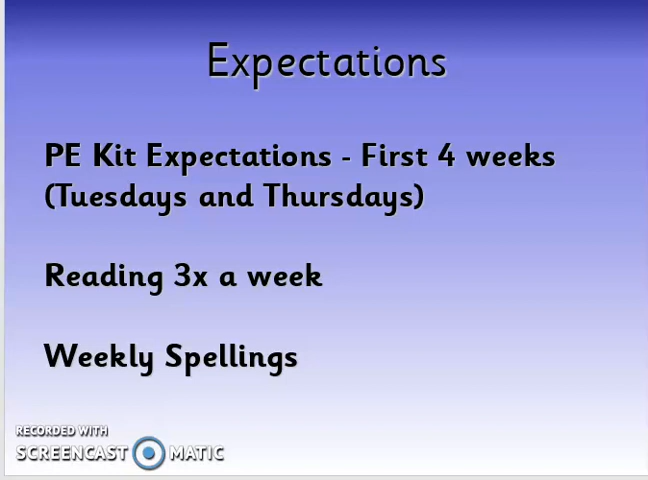 Expectations
PE Kit Expectations - First 4 weeks
(Tuesdays and Thursdays)
Reading 3x a week
Weekly Spellings
RECORDED WITH
SCREENCAST MATIC